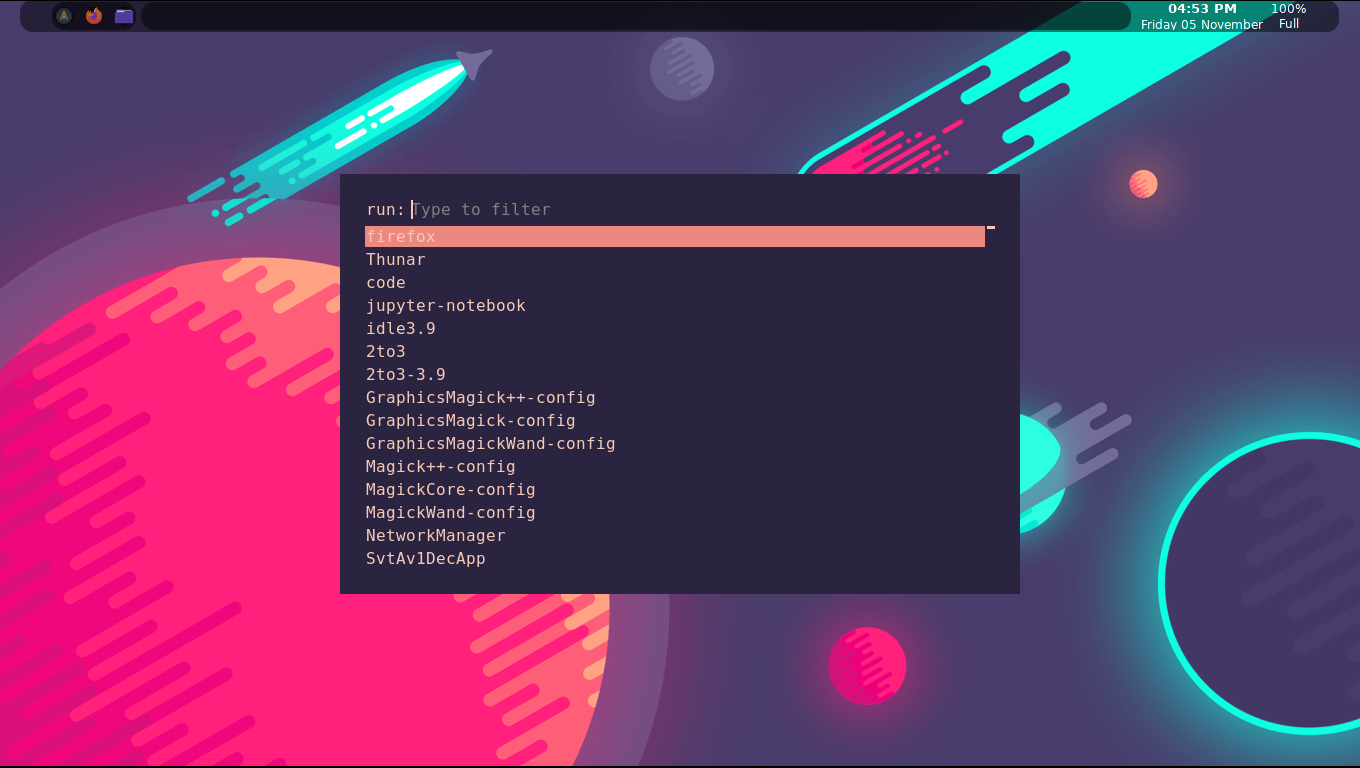 04:53 PM
Friday 05 November
100%
Full
run: Type to filter
firefox
Thunar
code
jupyter-notebook
idle3.9
2to3
2to3-3.9
GraphicsMagick++-config
GraphicsMagick-config
GraphicsMagickWand-config
Magick++-config
MagickCore-config
MagickWand-config
NetworkManager
SvtAv1DecApp